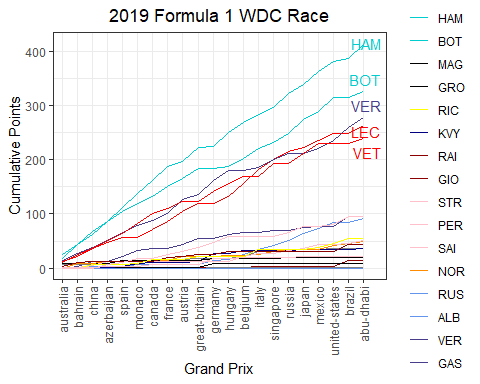 2019 Formula 1 WDC Race
Cumulative Points
400
300
200
100
0
HAM
BOT
VER
LEC
VET
australia
bahrain
china
azerbaijan
spain
monaco
canada
france
austria
great-britain
germany
hungary
belgium
italy
singapore
russia
japan
mexico
united-states
brazil
abu-dhabi
Grand Prix
HAM
BOT
MAG
GRO
RIC
KVY
RAI
GIO
STR
PER
SAI
NOR
RUS
ALB
VER
GAS